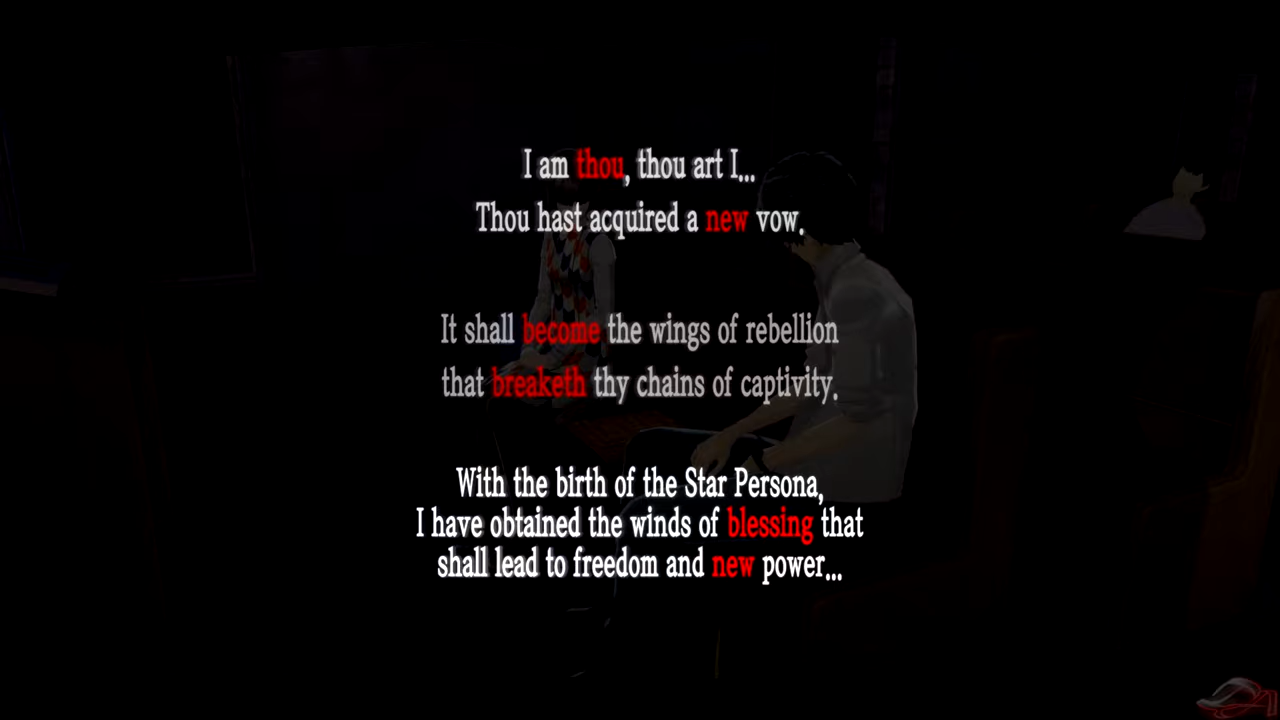 I am thou, thou art I...
Thou hast acquired a new vow.
It shall become the wings of rebellion
that breaketh thy chains of captivity.
With the birth of the Star Persona,
I have obtained the winds of blessing that
shall lead to freedom and new power...